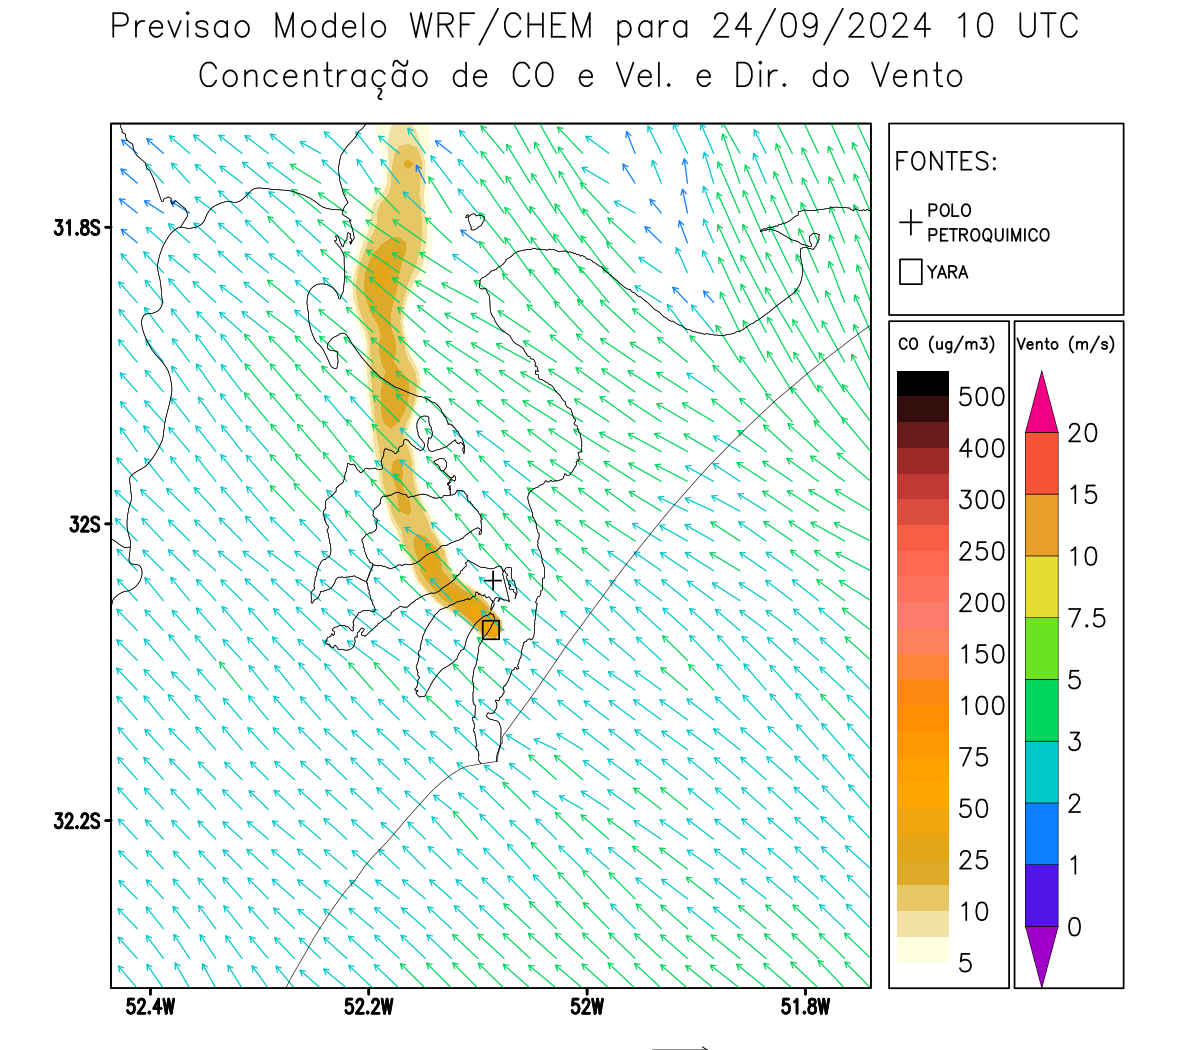 Previsao Modelo WRF/CHEM para 24/09/2024 10 UTC
Concentração de CO e Vel. e Dir. do Vento
FONTES:
POLO
PETROQUIMICO
YARA
CO (ug/m3)
500
400
300
250
200
150
100
75
50
25
10
5
Vento (m/s)
20
15
10
7.5
5
3
2
1
0
31.8S
32S
32.2S
52.4W
52.2W
52W
51.8W